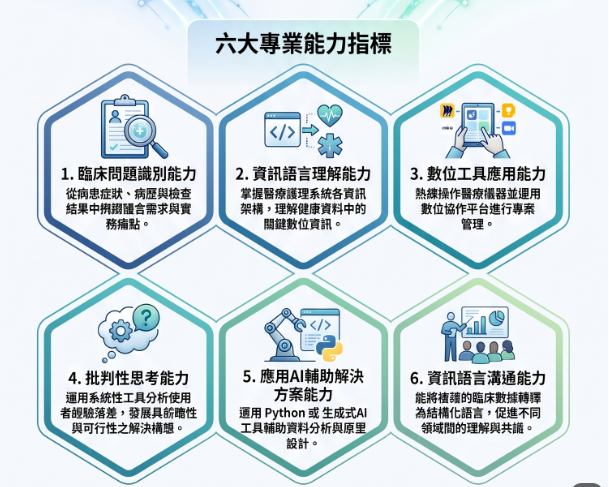 六大專業能力指標
1. 臨床問題識別能力
從病患症狀、病歷與檢查
結果中
需求與實
務痛點。
2. 資訊語言理解能力
掌握醫療護理系統各資訊
架構，理解健康資料中的
關鍵數位資訊。
3. 數位工具應用能力
熟練操作醫療儀器並運用
數位協作平台進行專案
管理。
miro
4. 批判性思考能力
運用系統性工具分析使用
者經驗落差，發展具前瞻性
與可行性之解決構態。
5. 應用AI輔助解決
方案能力
運用 Python 或 生成式AI
工具輔助資料分析與原里
設計。
6. 資訊語言溝通能力
能將複雜的臨床數據轉譯
為結構化語言，促進不同
領域間的理解與共識。